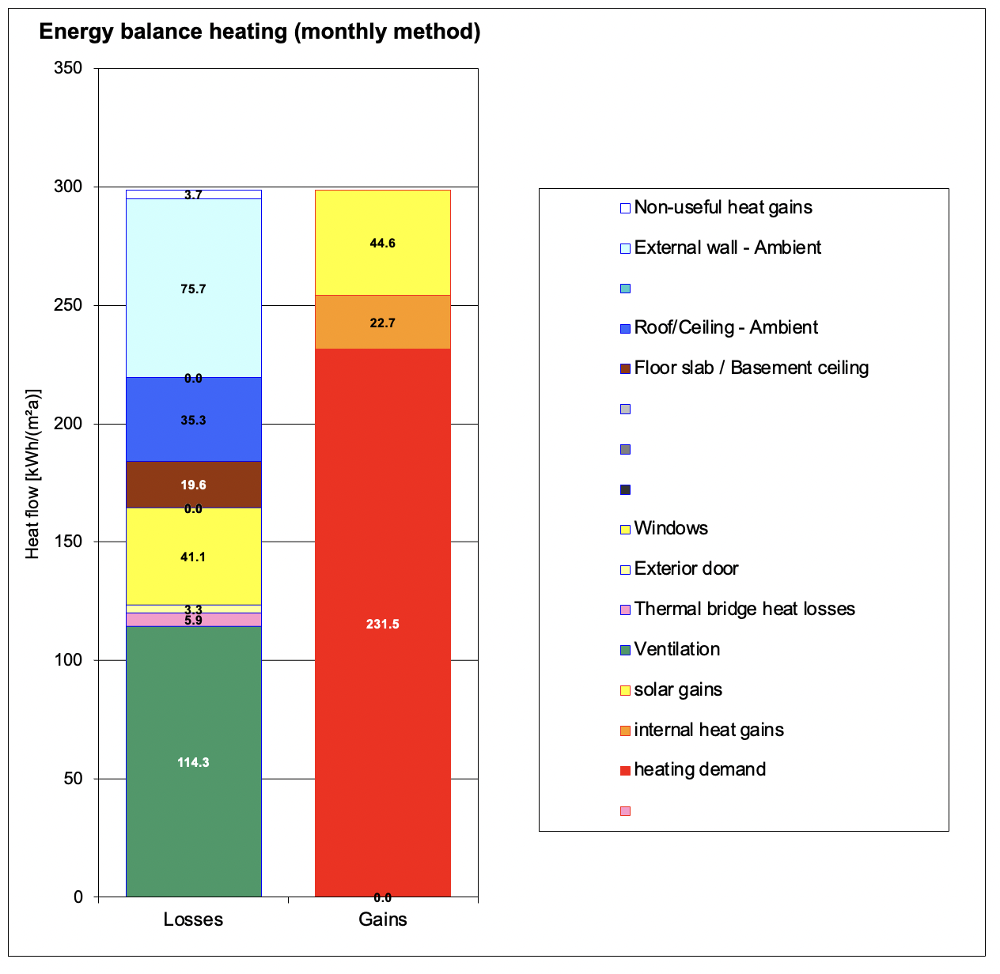 Energy balance heating (monthly method)
350
300
250
200
150
100
50
0
Heat flow [kWh/(m²a)]
3.7
75.7
0.0
35.3
19.6
0.0
41.1
3.3
5.9
114.3
44.6
22.7
231.5
0.0
Losses
Gains
Non-useful heat gains
External wall - Ambient
Roof/Ceiling - Ambient
Floor slab / Basement ceiling
Windows
Exterior door
Thermal bridge heat losses
Ventilation
solar gains
internal heat gains
heating demand